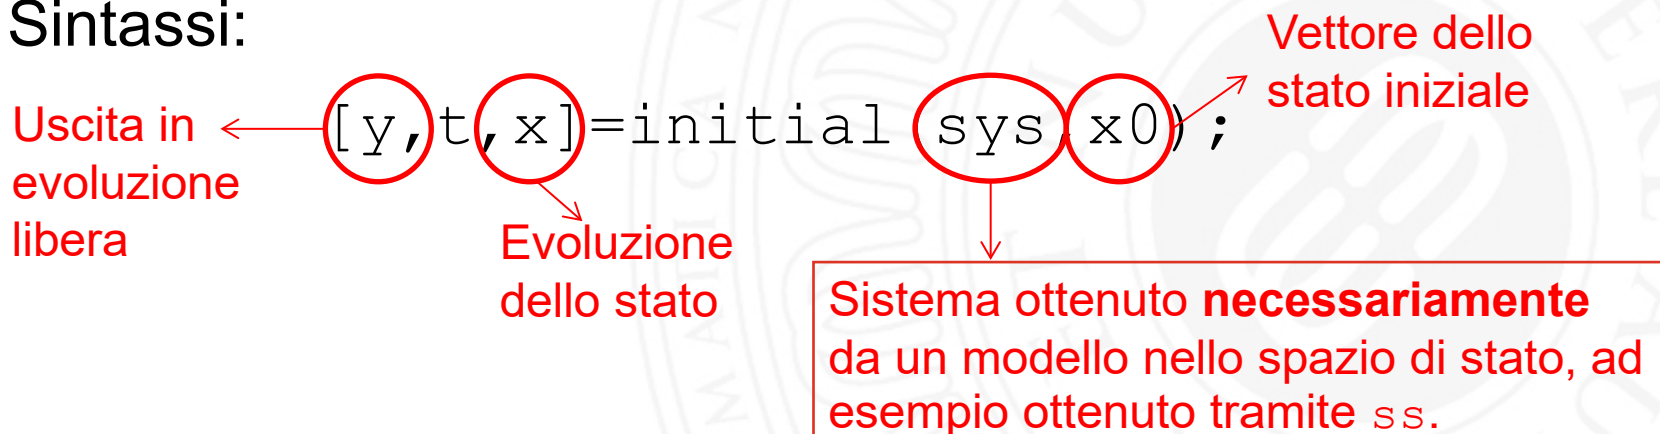 Sintassi:
Vettore dello
stato iniziale
[y,t,x]=initial(sys,x0);
Uscita in
evoluzione
libera
Evoluzione
dello stato
Sistema ottenuto necessariamente
da un modello nello spazio di stato, ad
esempio ottenuto tramite ss.